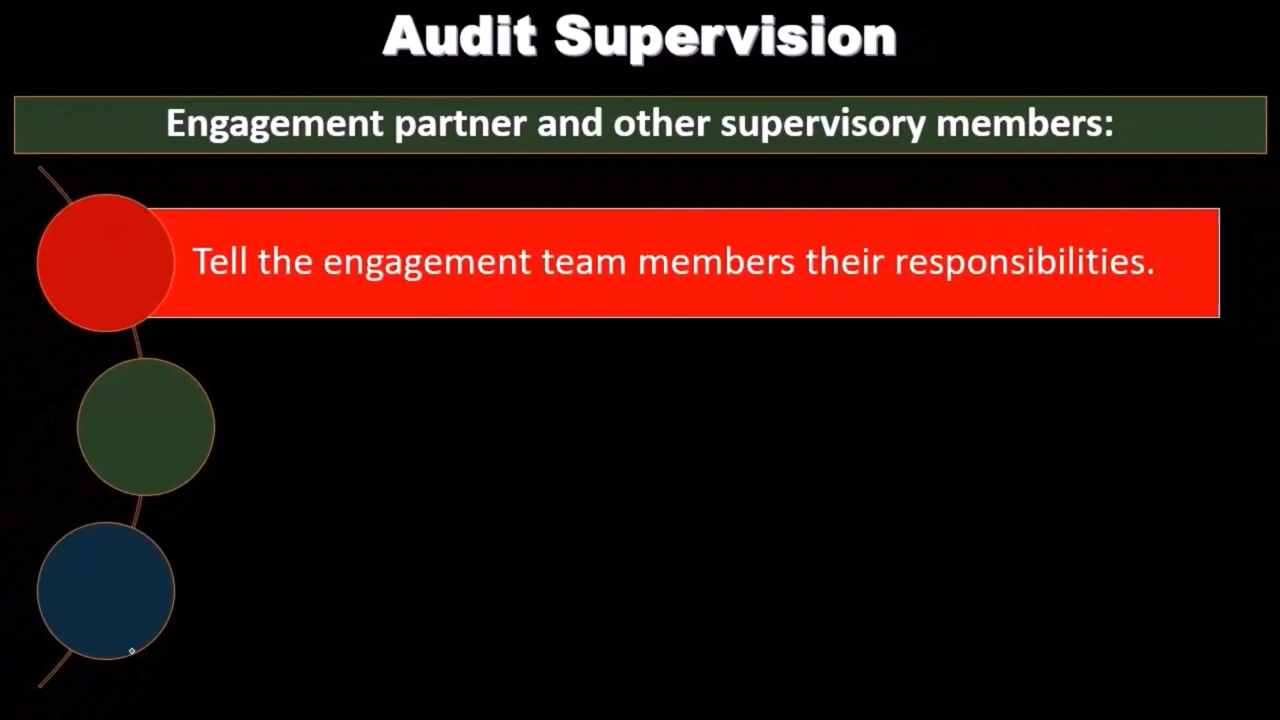 Audit Supervision
Engagement partner and other supervisory members:
Tell the engagement team members their responsibilities.